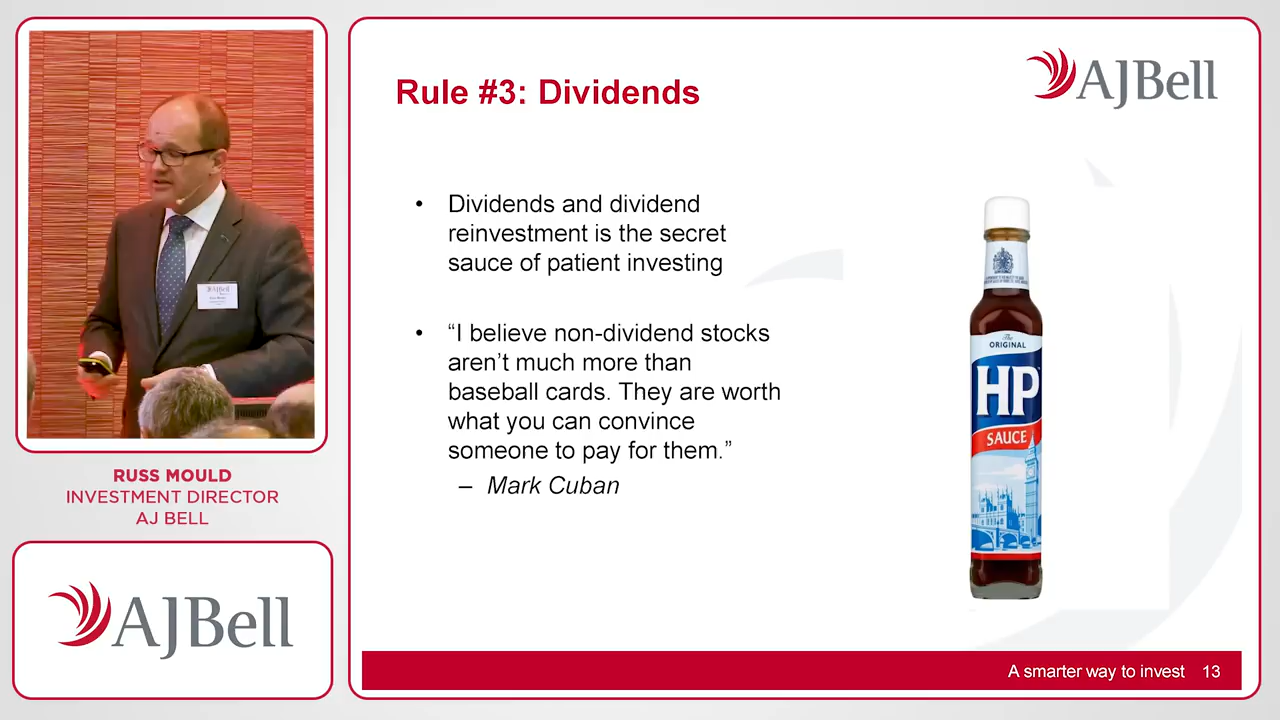 RUSS MOULD
INVESTMENT DIRECTOR
AJ BELL
AJBell
Rule #3: Dividends
AJBell
• Dividends and dividend
reinvestment is the secret
sauce of patient investing
• “I believe non-dividend stocks
aren’t much more than
baseball cards. They are worth
what you can convince
someone to pay for them.”
– Mark Cuban
The
ORIGINAL
HP
SAUCE
A smarter way to invest 13